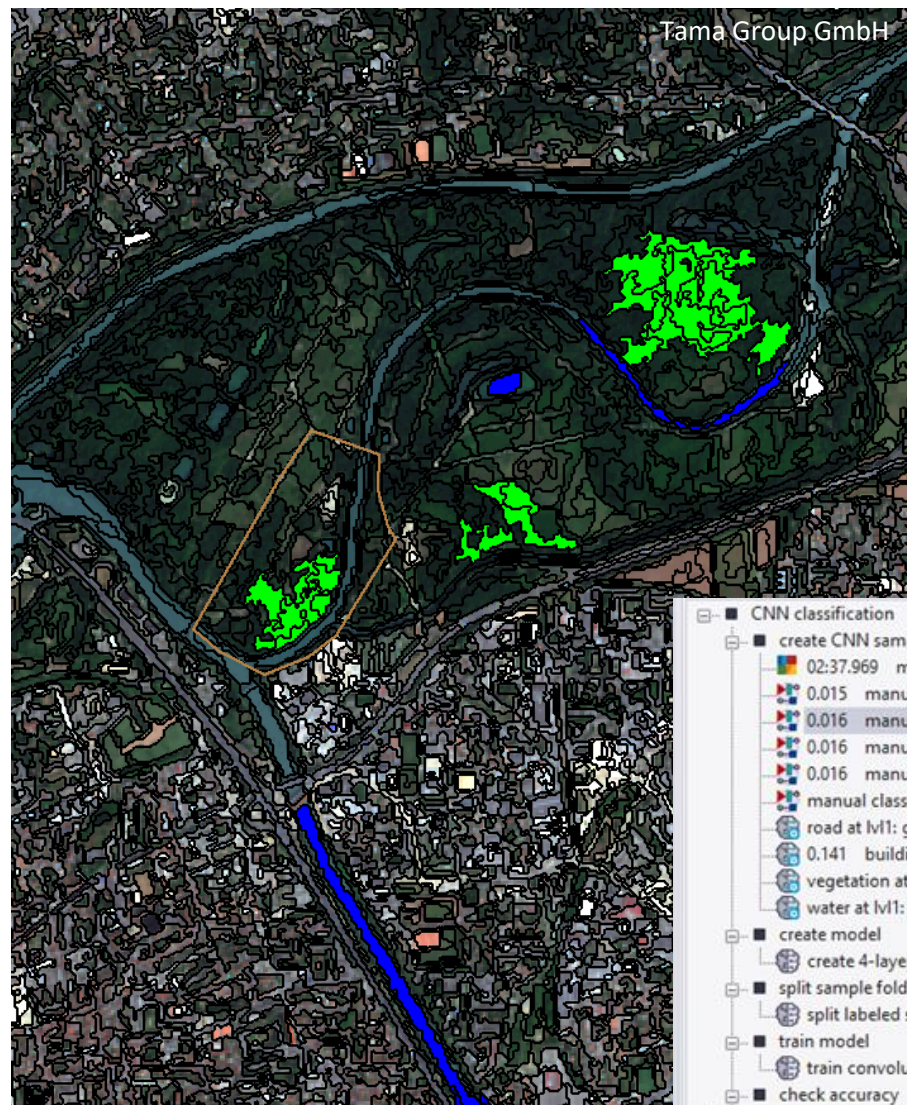 Tama Group GmbH
CNN classification
create CNN sam
02:37.969 m
0.015 manu
0.016 manu
0.016 manu
0.016 manu
manual class
road at lvl1: g
0.141 buildi
vegetation at
water at lvl1:
create model
create 4-laye
split sample fold
split labeled s
train model
train convolu
check accuracy